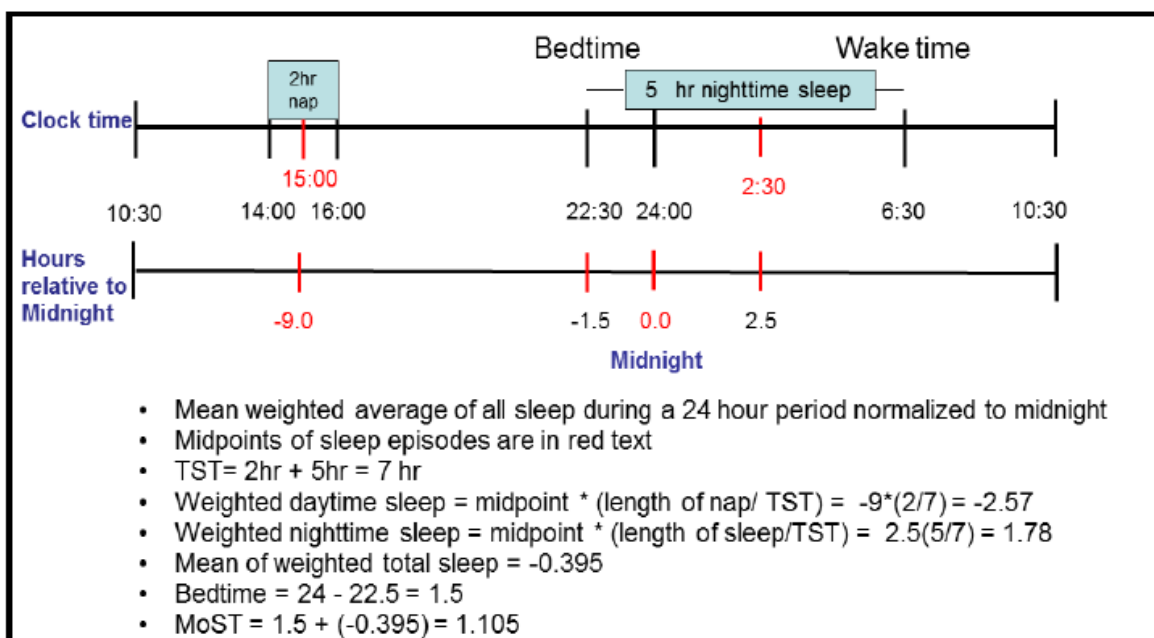 Bedtime Wake time
2hr
nap
5 hr nighttime sleep
Clock time
15:00 2:30
10:30 14:00 16:00 22:30 24:00 6:30 10:30
Hours
relative to
Midnight
-9.0 -1.5 0.0 2.5
Midnight
• Mean weighted average of all sleep during a 24 hour period normalized to midnight
• Midpoints of sleep episodes are in red text
• TST= 2hr + 5hr = 7 hr
• Weighted daytime sleep = midpoint * (length of nap/ TST) = -9*(2/7) = -2.57
• Weighted nighttime sleep = midpoint * (length of sleep/TST) = 2.5(5/7) = 1.78
• Mean of weighted total sleep = -0.395
• Bedtime = 24 - 22.5 = 1.5
• MoST = 1.5 + (-0.395) = 1.105